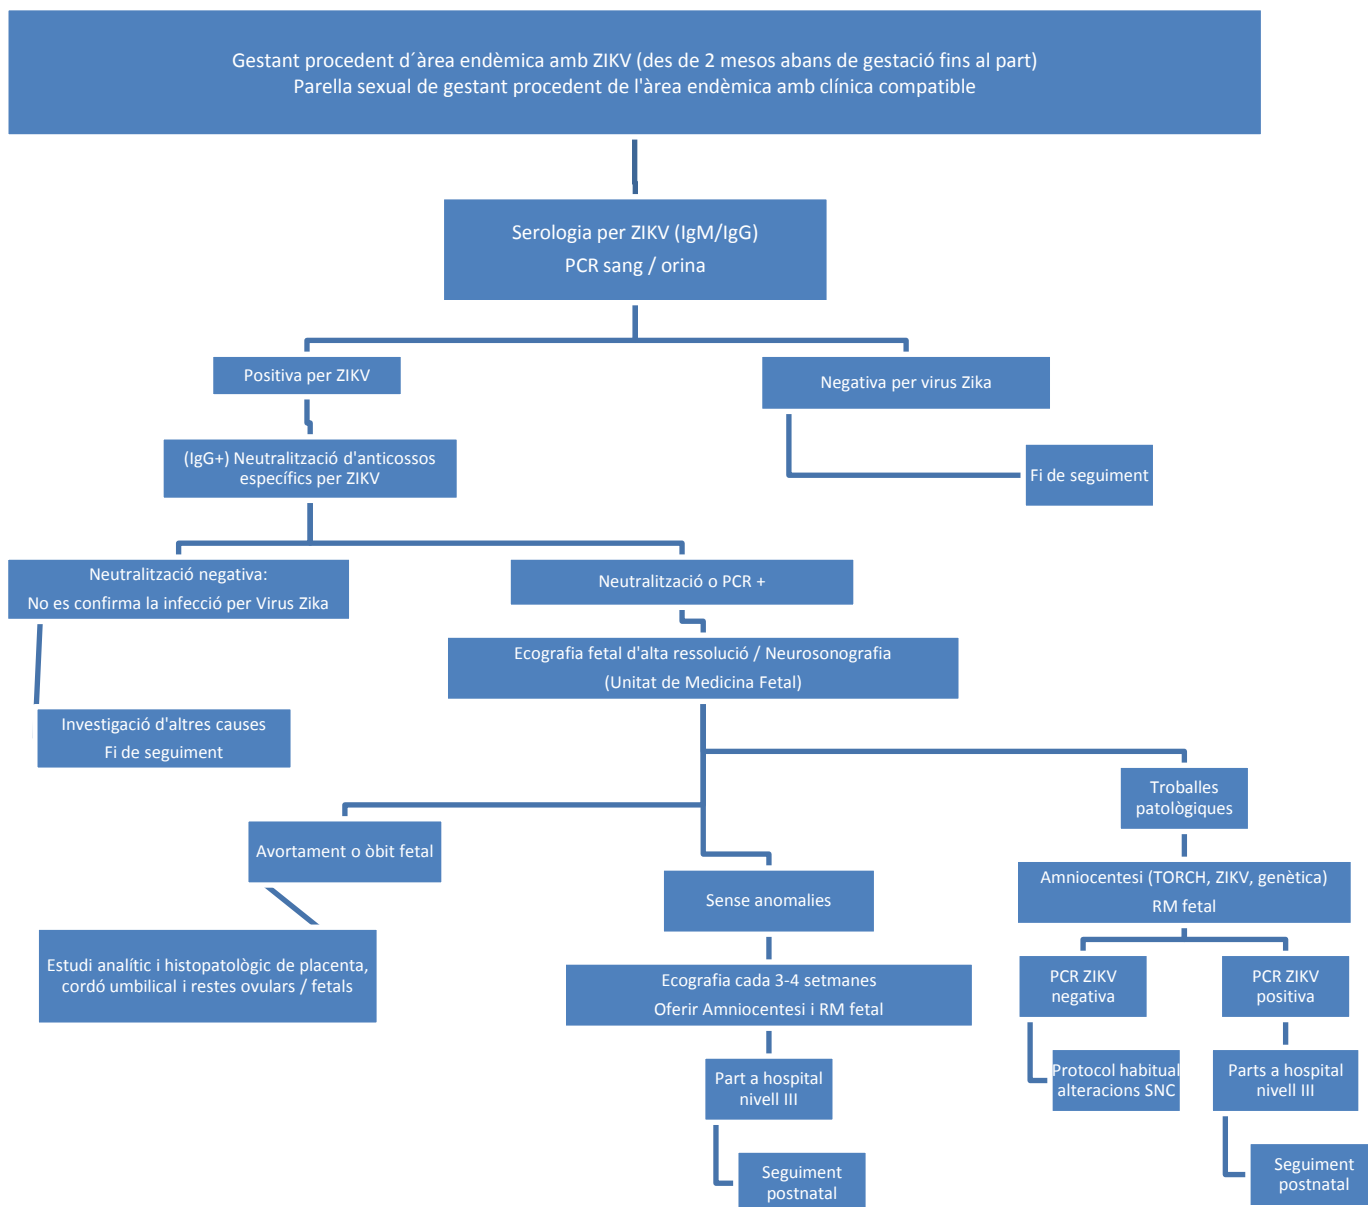 Gestant procedent d´àrea endèmica amb ZIKV (des de 2 mesos abans de gestació fins al part)
Parella sexual de gestant procedent de l'àrea endèmica amb clínica compatible
Serologia per ZIKV (IgM/IgG)
PCR sang / orina
Positiva per ZIKV
Negativa per virus Zika
(IgG+) Neutralització d'anticossos
específics per ZIKV
Fi de seguiment
Neutralització negativa:
No es confirma la infecció per Virus Zika
Neutralització o PCR +
Ecografia fetal d'alta ressolució / Neurosonografia
(Unitat de Medicina Fetal)
Investigació d'altres causes
Fi de seguiment
Troballes
patològiques
Avortament o òbit fetal
Sense anomalies
Amniocentesi (TORCH, ZIKV, genètica)
RM fetal
Estudi analític i histopatològic de placenta,
cordó umbilical i restes ovulars / fetals
Ecografia cada 3-4 setmanes
Oferir Amniocentesi i RM fetal
PCR ZIKV
negativa
PCR ZIKV
positiva
Part a hospital
nivell III
Protocol habitual
alteracions SNC
Parts a hospital
nivell III
Seguiment
postnatal
Seguiment
postnatal